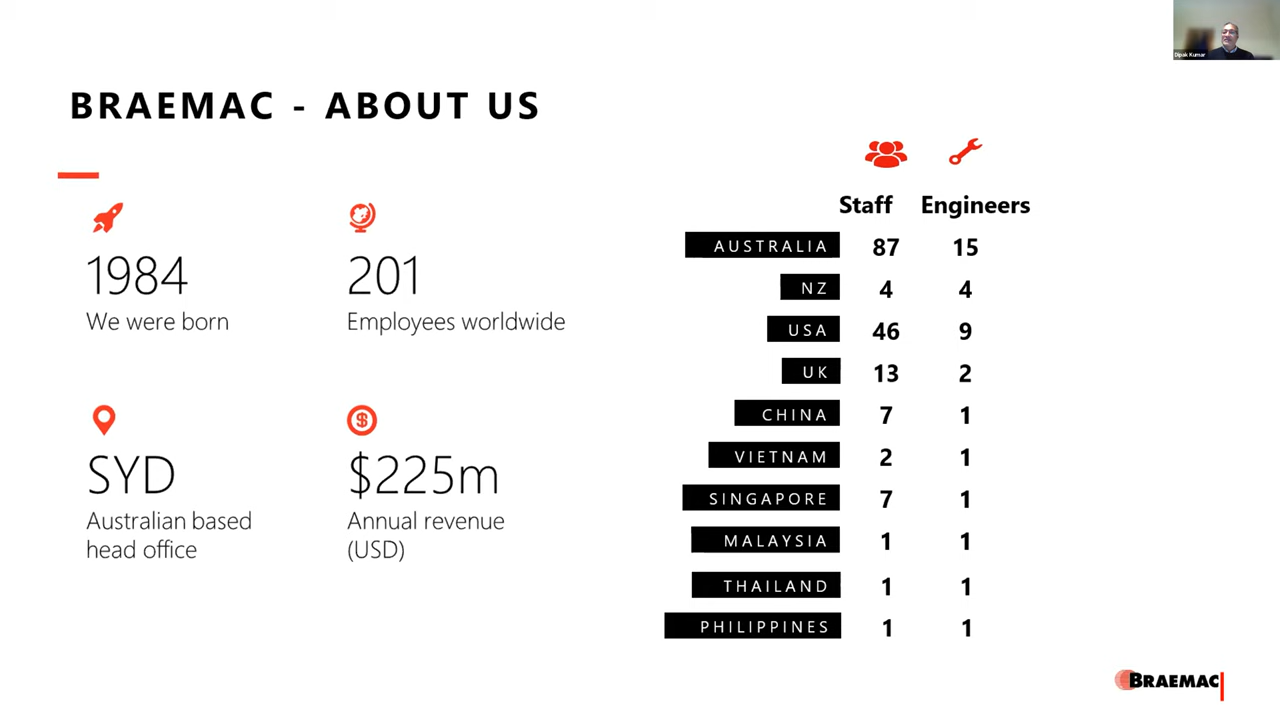 Dipak Kumar
BRAEMAC - ABOUT US
1984
We were born
201
Employees worldwide
SYD
Australian based
head office
$225m
Annual revenue
(USD)
Staff Engineers
AUSTRALIA 87 15
NZ 4 4
USA 46 9
UK 13 2
CHINA 7 1
VIETNAM 2 1
SINGAPORE 7 1
MALAYSIA 1 1
THAILAND 1 1
PHILIPPINES 1 1
BRAEMAC